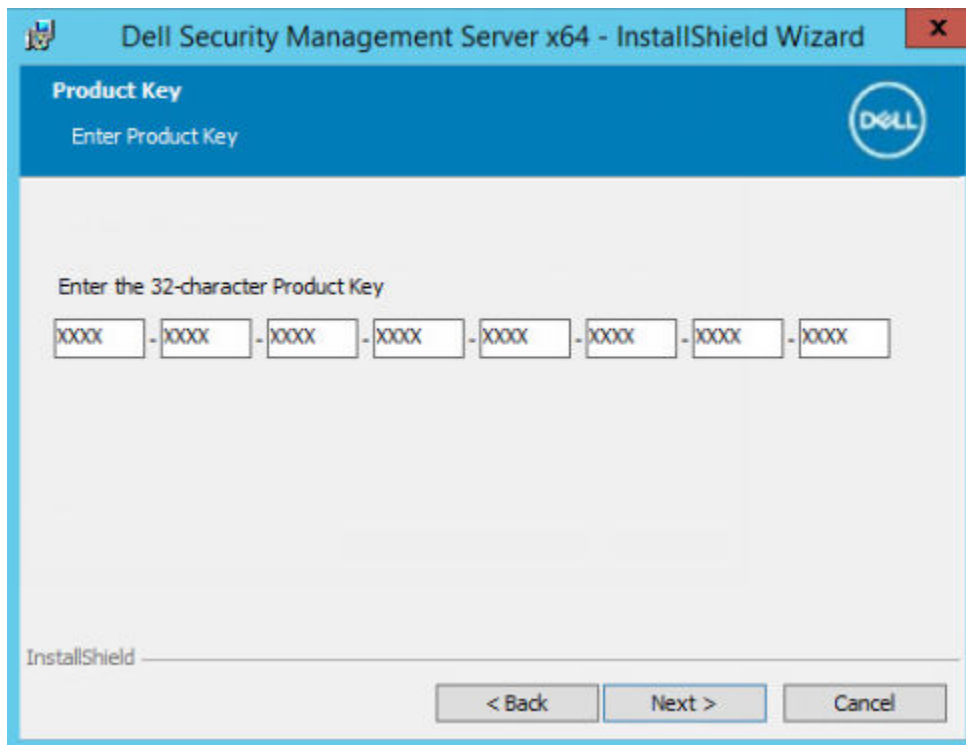 Dell Security Management Server x64 - InstallShield Wizard
x
Product Key
Enter Product Key
DELL
Enter the 32-character Product Key
XXXX - XXXX - XXXX - XXXX - XXXX - XXXX - XXXX - XXXX
InstallShield
< Back Next > Cancel